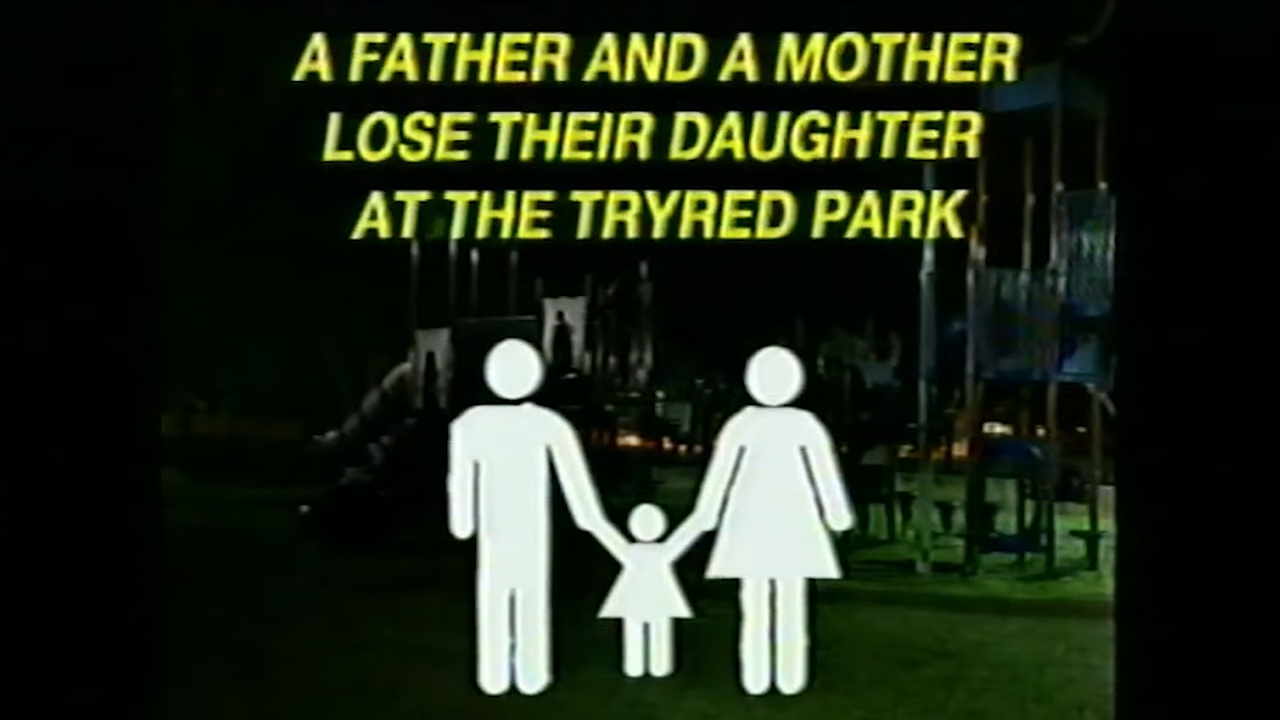 A FATHER AND A MOTHER
LOSE THEIR DAUGHTER
AT THE TRYRED PARK